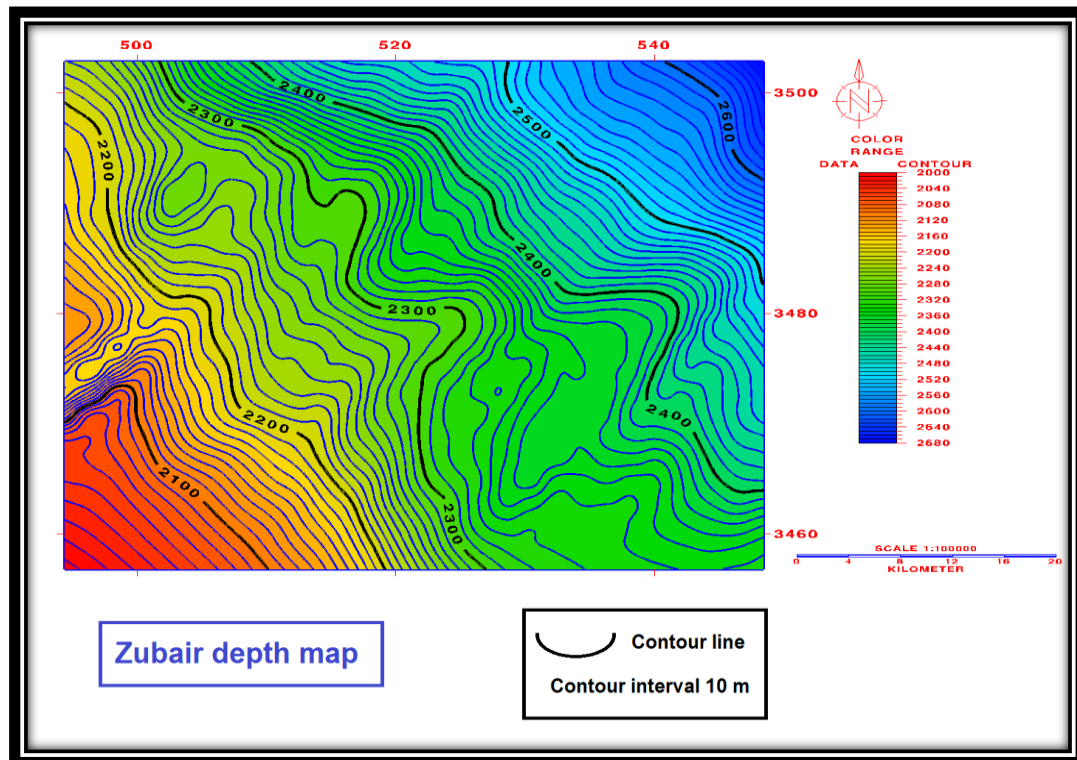 500 520 540
3500
3480
3460
2200
2300
2400
2500
2600
2400
2300
2200
2400
2100
2300
N
COLOR
RANGE
DATA CONTOUR
2000
2040
2080
2120
2160
2200
2240
2280
2320
2360
2400
2440
2480
2520
2560
2600
2640
2680
SCALE 1:100000
0 4 8 12 16 20
KILOMETER
Zubair depth map
Contour line
Contour interval 10 m